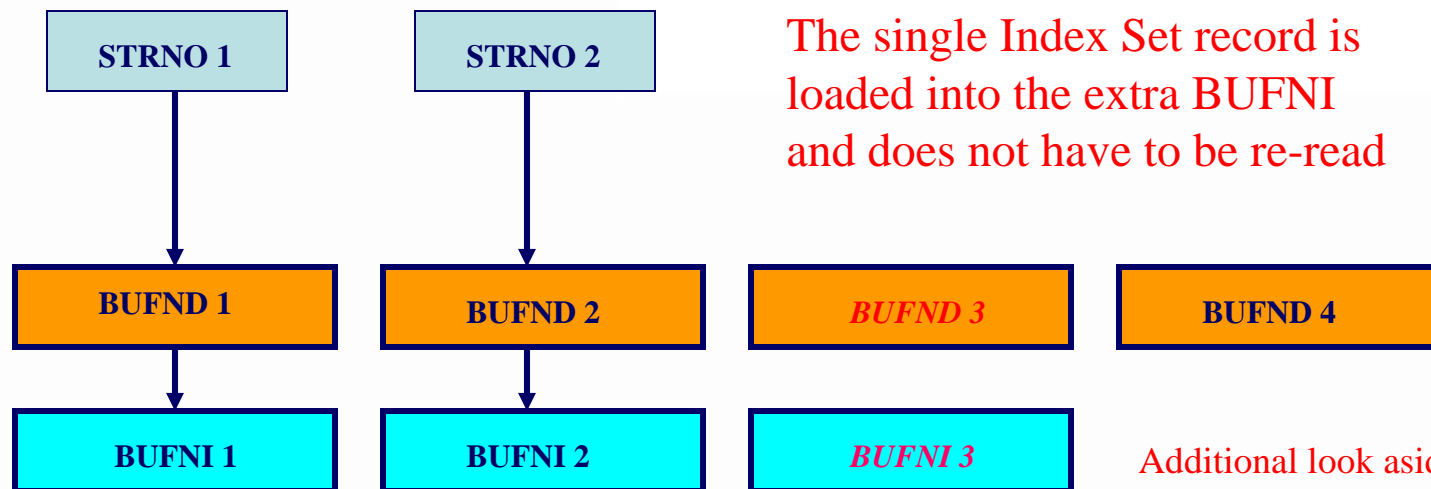 STRNO 1
STRNO 2
The single Index Set record is
loaded into the extra BUFNI
and does not have to be re-read
BUFND 1
BUFND 2
BUFND 3
BUFND 4
BUFNI 1
BUFNI 2
BUFNI 3
Additional look